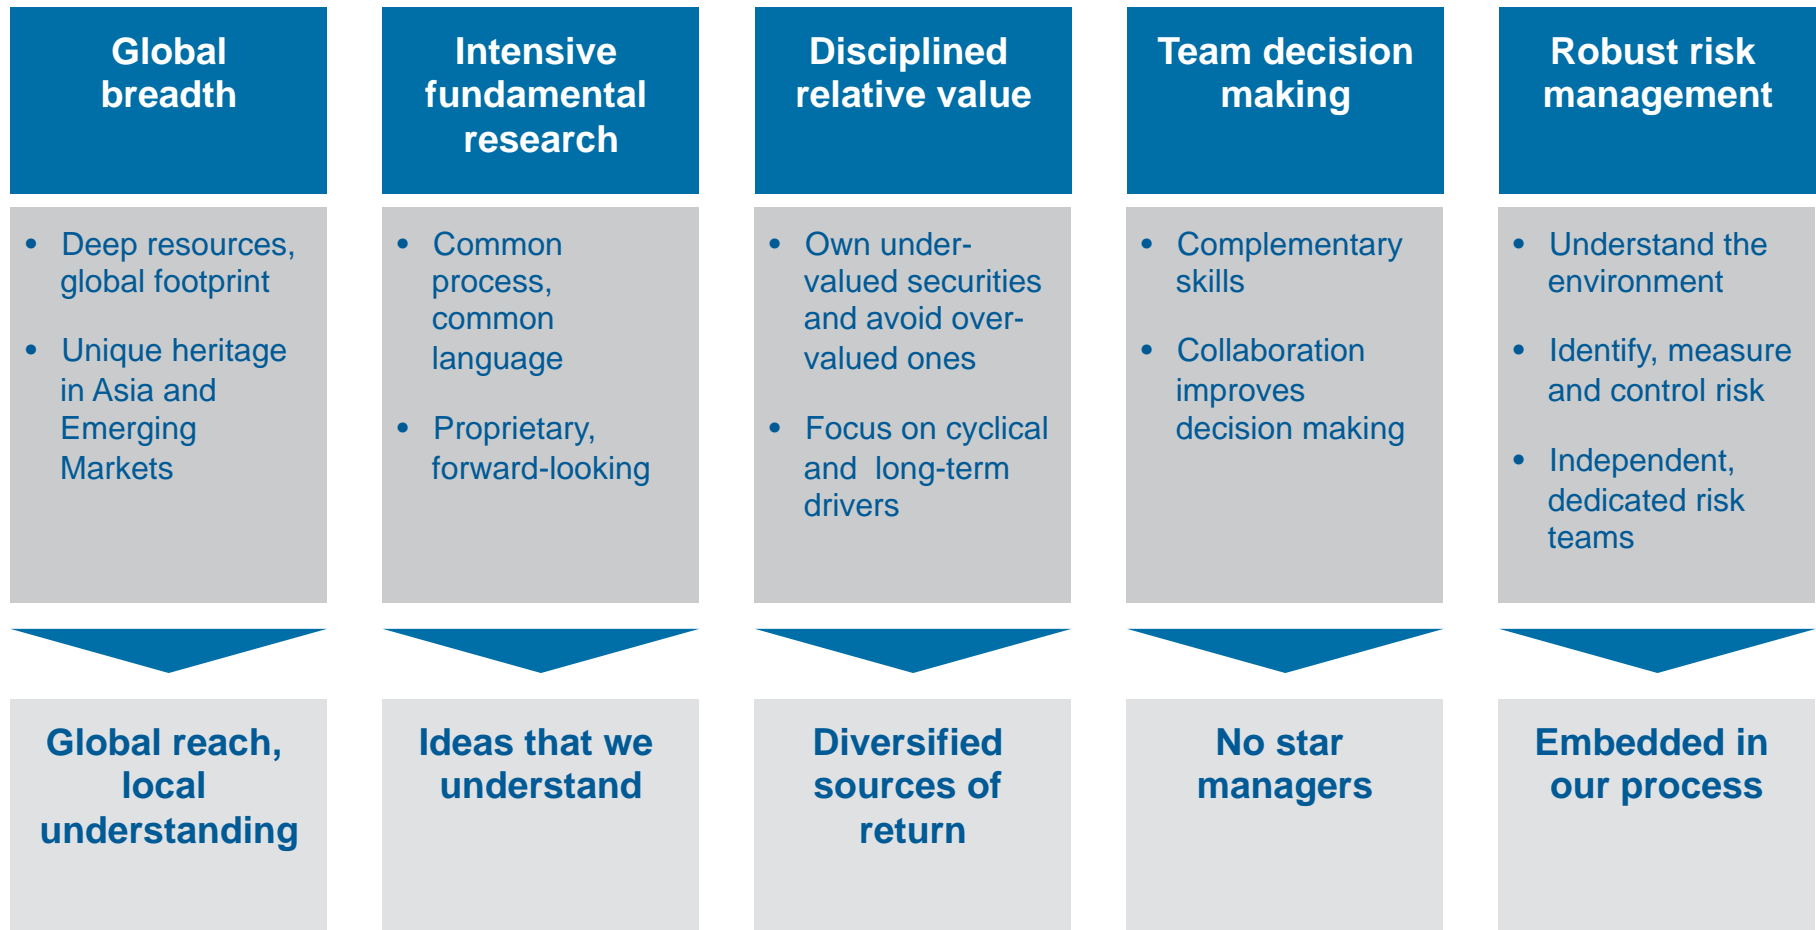 Global
breadth
Intensive
fundamental
research
Disciplined
relative value
Team decision
making
Robust risk
management
• Deep resources,
global footprint
• Unique heritage
in Asia and
Emerging
Markets
• Common
process,
common
language
• Proprietary,
forward-looking
• Own under-
valued securities
and avoid over-
valued ones
• Focus on cyclical
and long-term
drivers
• Complementary
skills
• Collaboration
improves
decision making
• Understand the
environment
• Identify, measure
and control risk
• Independent,
dedicated risk
teams
Global reach,
local
understanding
Ideas that we
understand
Diversified
sources of
return
No star
managers
Embedded in
our process